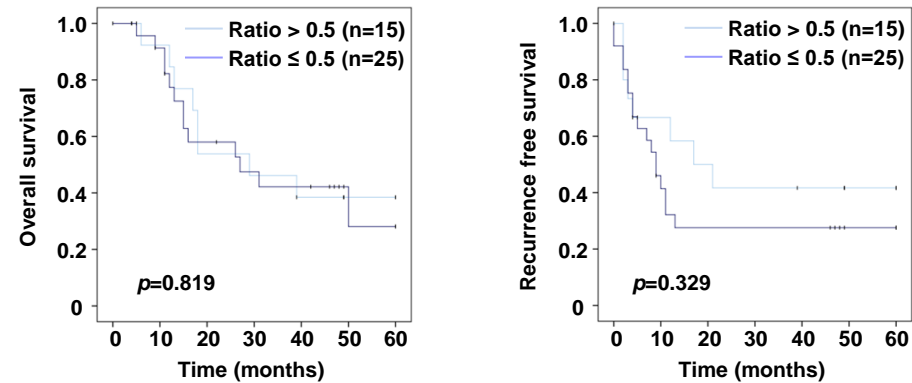 Overall survival
1.0
0.8
0.6
0.4
0.2
0
Ratio > 0.5 (n=15)
Ratio ≤ 0.5 (n=25)
p=0.819
0 10 20 30 40 50 60
Time (months)
Recurrence free survival
1.0
0.8
0.6
0.4
0.2
0
Ratio > 0.5 (n=15)
Ratio ≤ 0.5 (n=25)
p=0.329
0 10 20 30 40 50 60
Time (months)